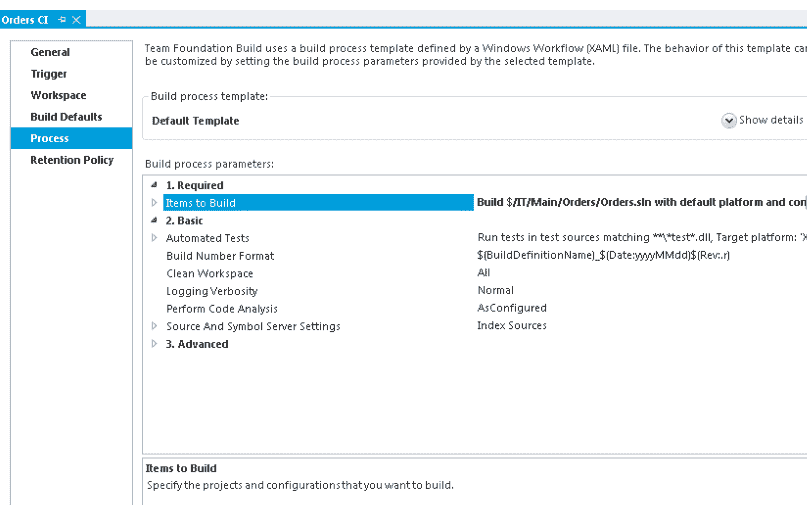 Orders CI
General
Trigger
Workspace
Build Defaults
Process
Retention Policy
Team Foundation Build uses a build process template defined by a Windows Workflow (XAML) file. The behavior of this template
be customized by setting the build process parameters provided by the selected template.
Build process template:
Default Template
Show details
Build process parameters:
1. Required
Items to Build Build $/IT/Main/Orders/Orders.sln with default platform and
2. Basic
Automated Tests Run tests in test sources matching **\*test*.dll, Target platform:
Build Number Format $(BuildDefinitionName)_$(Date:yyyyMMdd)$(Rev:.r)
Clean Workspace All
Logging Verbosity Normal
Perform Code Analysis AsConfigured
Source And Symbol Server Settings Index Sources
3. Advanced
Items to Build
Specify the projects and configurations that you want to build.